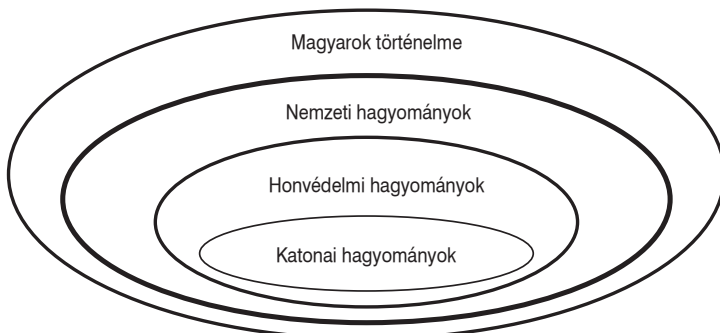 Magyarok történelme
Nemzeti hagyományok
Honvédelmi hagyományok
Katonai hagyományok